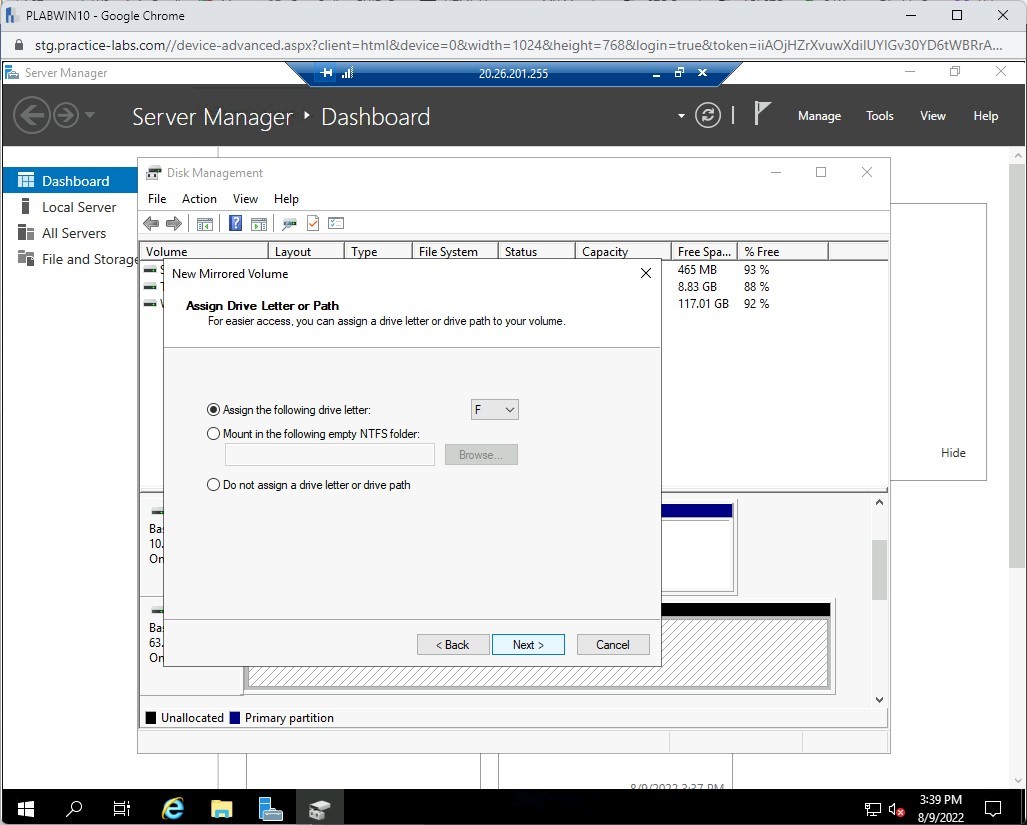 PLABWIN10 - Google Chrome
stg.practice-labs.com//device-advanced.aspx?client=html&device=0&width=1024&height=768&login=true&token=iiAOjHZrXvuwXdiIUYIGv30YD6tWBRrA...
Server Manager
20.26.201.255
Server Manager • Dashboard
Manage Tools View Help
Dashboard
Local Server
All Servers
File and Storage
Disk Management
File Action View Help
Volume Layout Type File System Status Capacity Free Spa... % Free
465 MB 93 %
8.83 GB 88 %
117.01 GB 92 %
New Mirrored Volume
Assign Drive Letter or Path
For easier access, you can assign a drive letter or drive path to your volume.
Assign the following drive letter: F
Mount in the following empty NTFS folder:
Browse...
Do not assign a drive letter or drive path
Hide
Ba
10.
On
Ba
63.
On
< Back Next > Cancel
Unallocated Primary partition
8/9/2022 3:37 PM
3:39 PM
8/9/2022